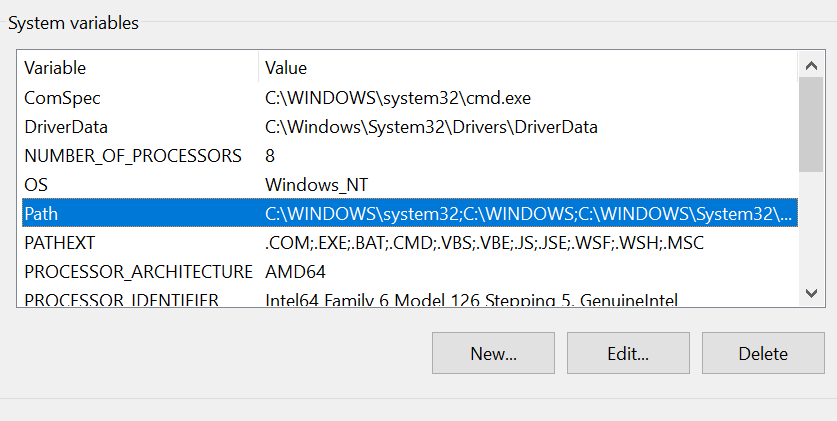 System variables
Variable Value
ComSpec C:\WINDOWS\system32\cmd.exe
DriverData C:\Windows\System32\Drivers\DriverData
NUMBER_OF_PROCESSORS 8
OS Windows_NT
Path C:\WINDOWS\system32;C:\WINDOWS;C:\WINDOWS\System32\...
PATHEXT .COM;.EXE;.BAT;.CMD;.VBS;.VBE;.JS;.JSE;.WSF;.WSH;.MSC
PROCESSOR_ARCHITECTURE AMD64
PROCESSOR_IDENTIFIER Intel64 Family 6 Model 126 Stepping 5, GenuineIntel
New... Edit... Delete